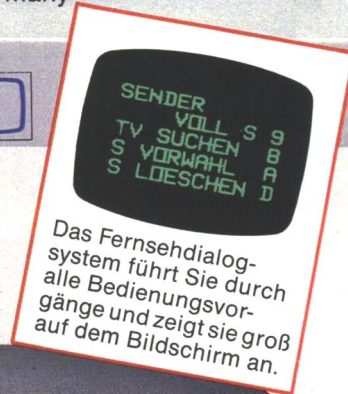 SENDER
VOLL S 9
TV SUCHEN B
S VORWAHL A
S LOESCHEN D
Das Fernsehdialog-
system führt Sie durch
alle Bedienungsvor-
gänge und zeigt sie groß
auf dem Bildschirm an.